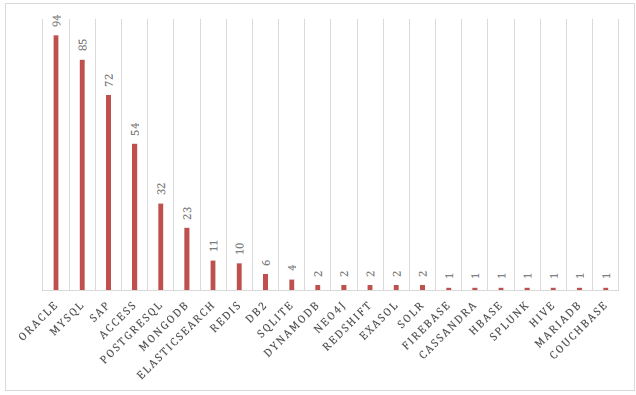 94
85
72
54
32
23
11
10
6
4
2
2
2
2
2
1
1
1
1
1
1
1
ORACLE
MYSQL
SAP
ACCESS
POSTGRESQL
MONGODB
ELASTICSEARCH
REDIS
DB2
SQLITE
DYNAMODB
NEO4J
REDSHIFT
EXASOL
SOLR
FIREBASE
CASSANDRA
HBASE
SPLUNK
HIVE
MARIADB
COUCHBASE